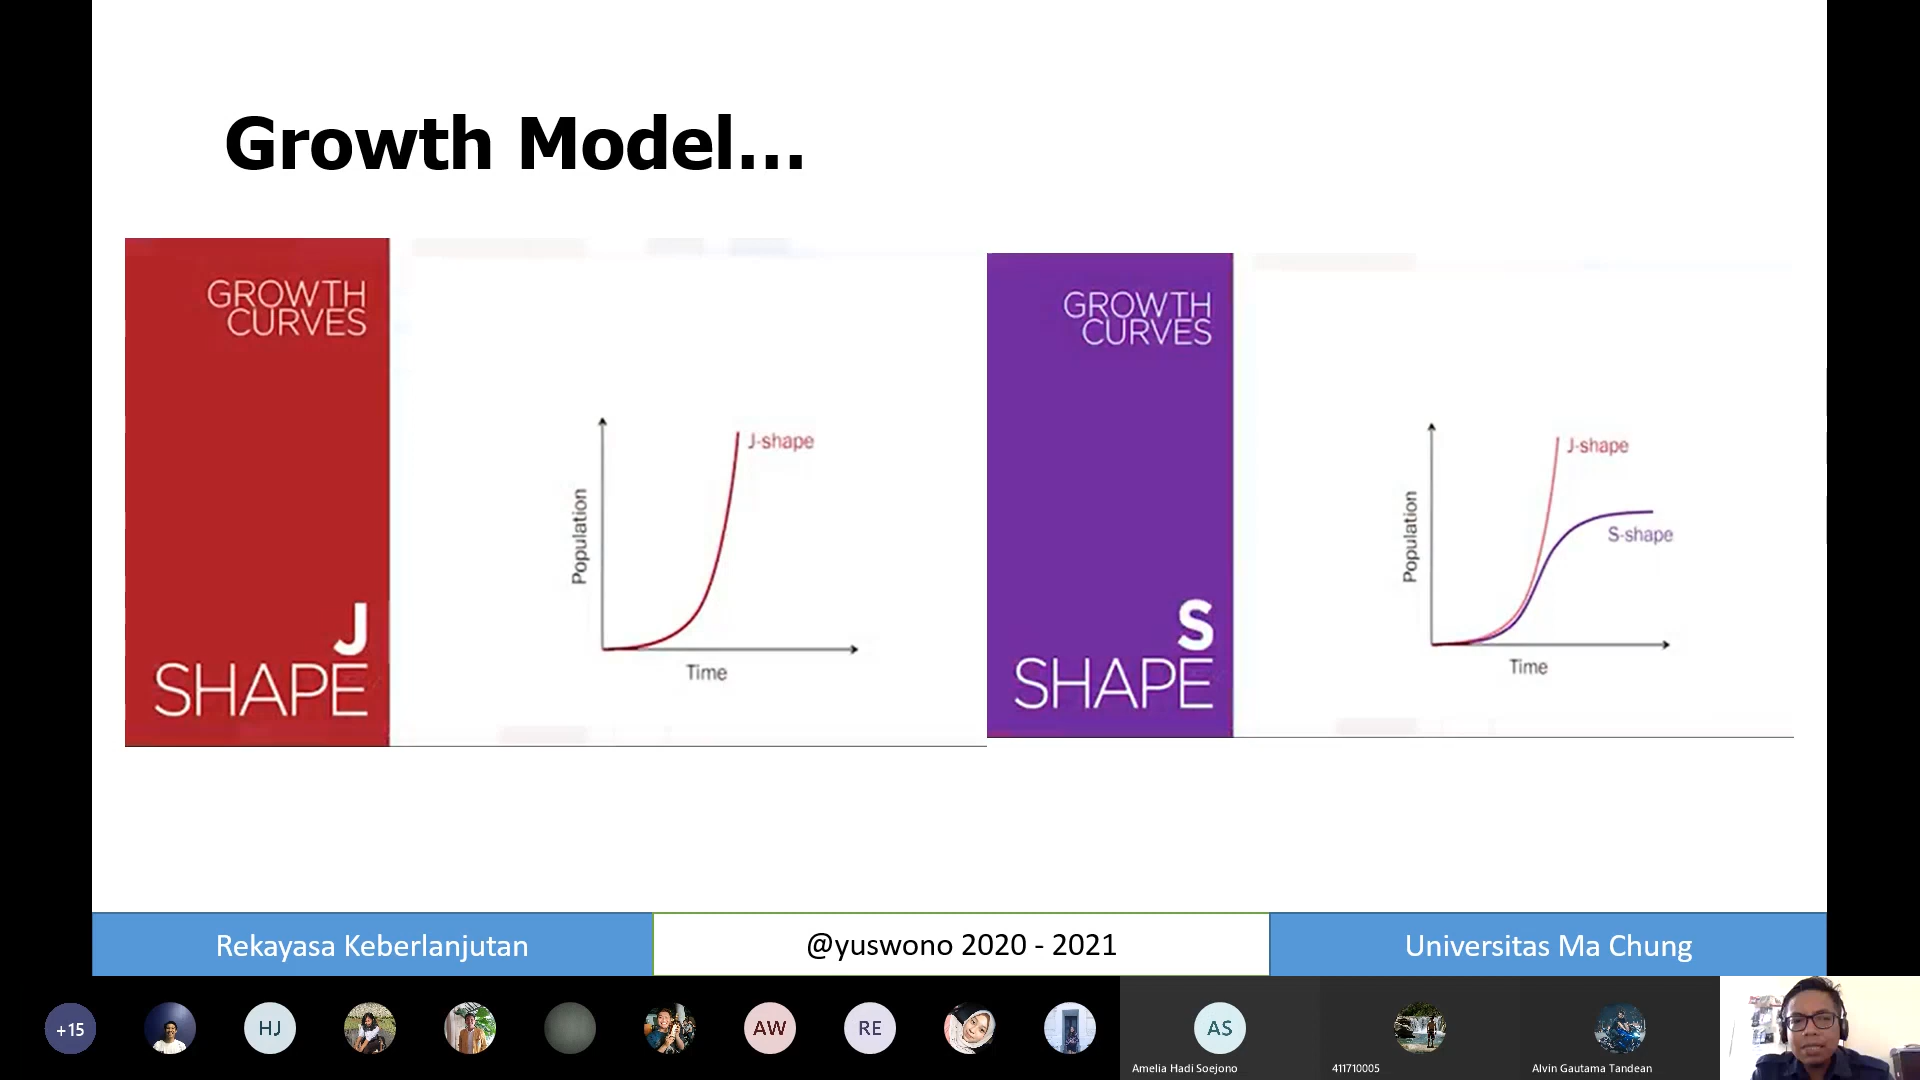 Growth Model...
GROWTH
CURVES
J
SHAPE
Population
J-shape
Time
GROWTH
CURVES
S
SHAPE
Population
J-shape
S-shape
Time
Rekayasa Keberlanjutan
@yuswono 2020 - 2021
Universitas Ma Chung
+15
HJ
AW
RE
AS
Amelia Hadi Soejono
411710005
Alvin Gautama Tandean